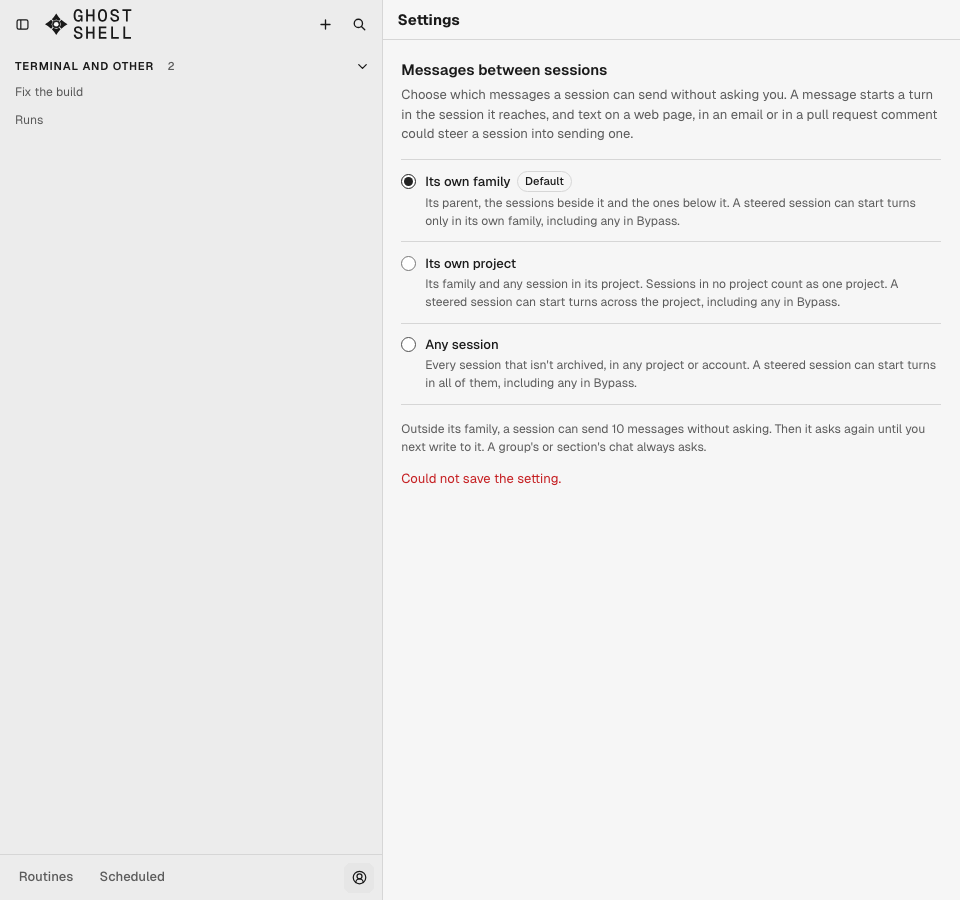 GHOST
SHELL
Settings
TERMINAL AND OTHER 2
Fix the build
Runs
Messages between sessions
Choose which messages a session can send without asking you. A message starts a turn
in the session it reaches, and text on a web page, in an email or in a pull request comment
could steer a session into sending one.
Its own family Default
Its parent, the sessions beside it and the ones below it. A steered session can start turns
only in its own family, including any in Bypass.
Its own project
Its family and any session in its project. Sessions in no project count as one project. A
steered session can start turns across the project, including any in Bypass.
Any session
Every session that isn't archived, in any project or account. A steered session can start turns
in all of them, including any in Bypass.
Outside its family, a session can send 10 messages without asking. Then it asks again until you
next write to it. A group's or section's chat always asks.
Could not save the setting.
Routines Scheduled